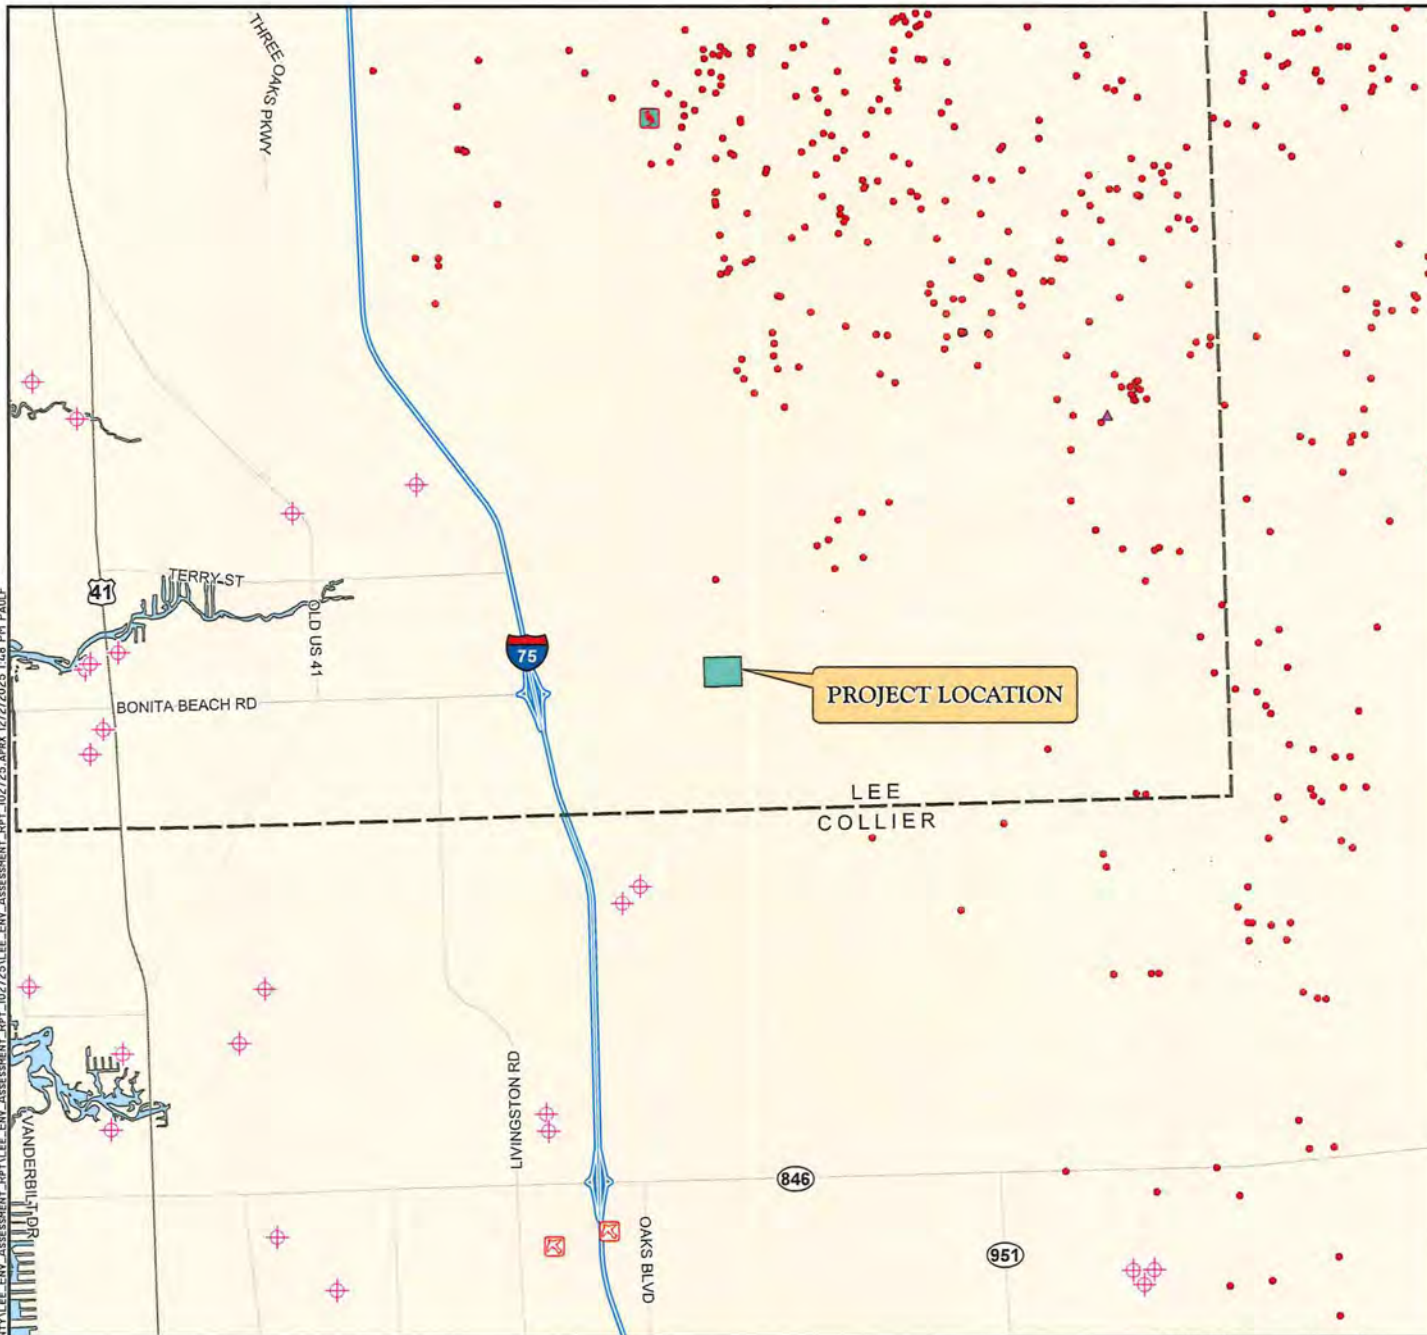 THREE OAKS PKWY
41
TERRY ST
OLD US 41
75
BONITA BEACH RD
PROJECT LOCATION
LEE
COLLIER
LIVINGSTON RD
VANDERBILT DR
846
OAKS BLVD
951